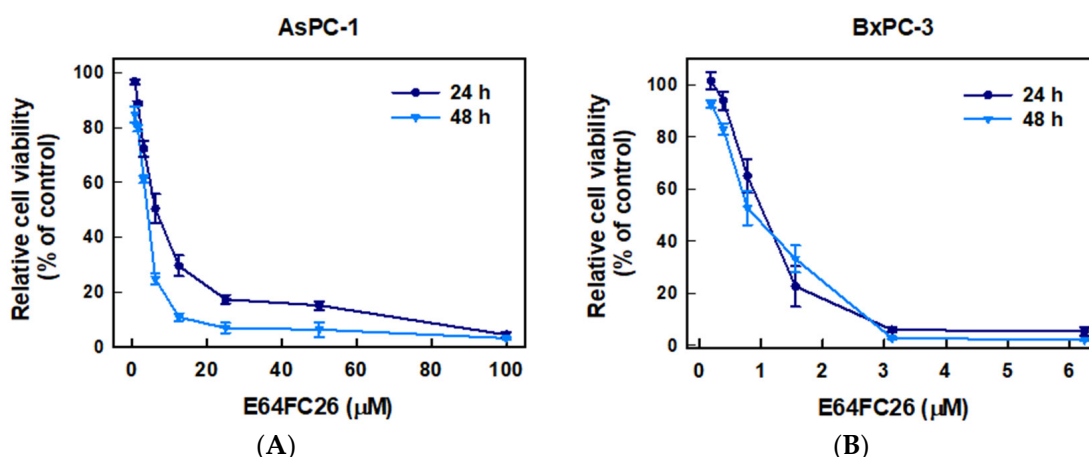 AsPC-1
Relative cell viability
(% of control)
100
80
60
40
20
0
24 h
48 h
0 20 40 60 80 100
E64FC26 (μM)
(A)
BxPC-3
Relative cell viability
(% of control)
100
80
60
40
20
0
24 h
48 h
0 1 2 3 4 5 6
E64FC26 (μM)
(B)